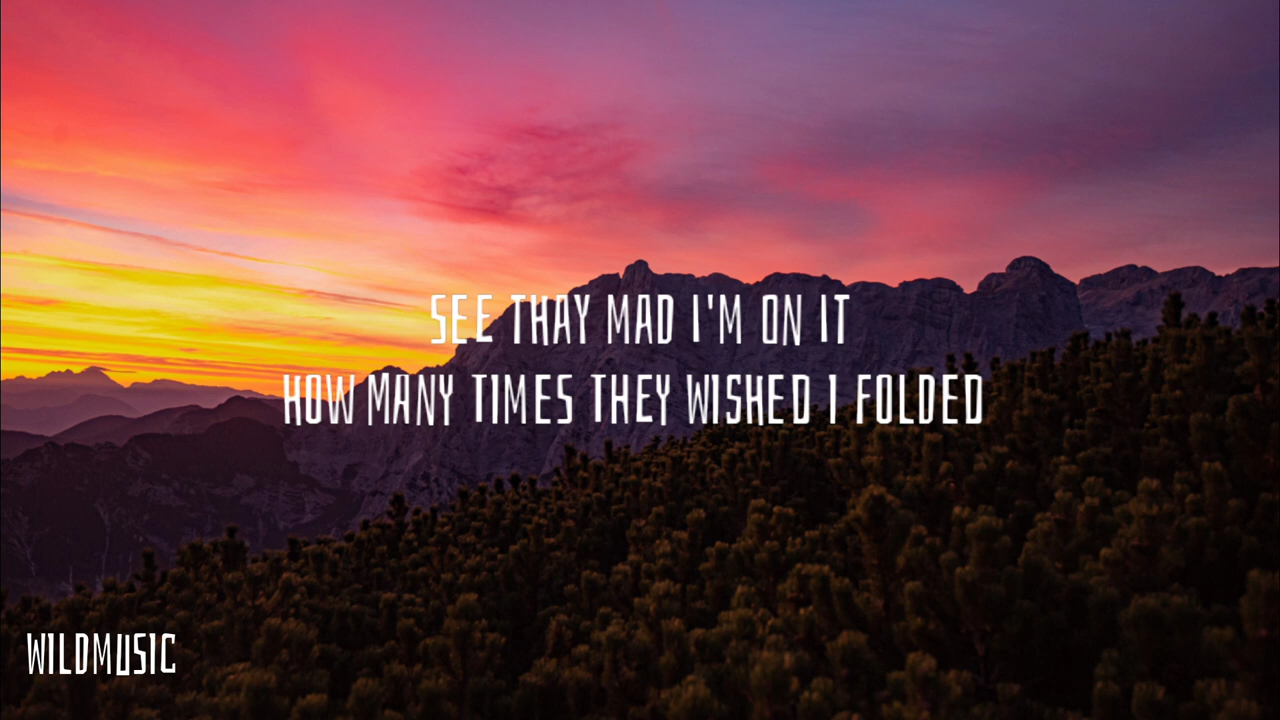 SEE THAY MAD I'M ON IT
HOW MANY TIMES THEY WISHED I FOLDED
WILDMUSIC